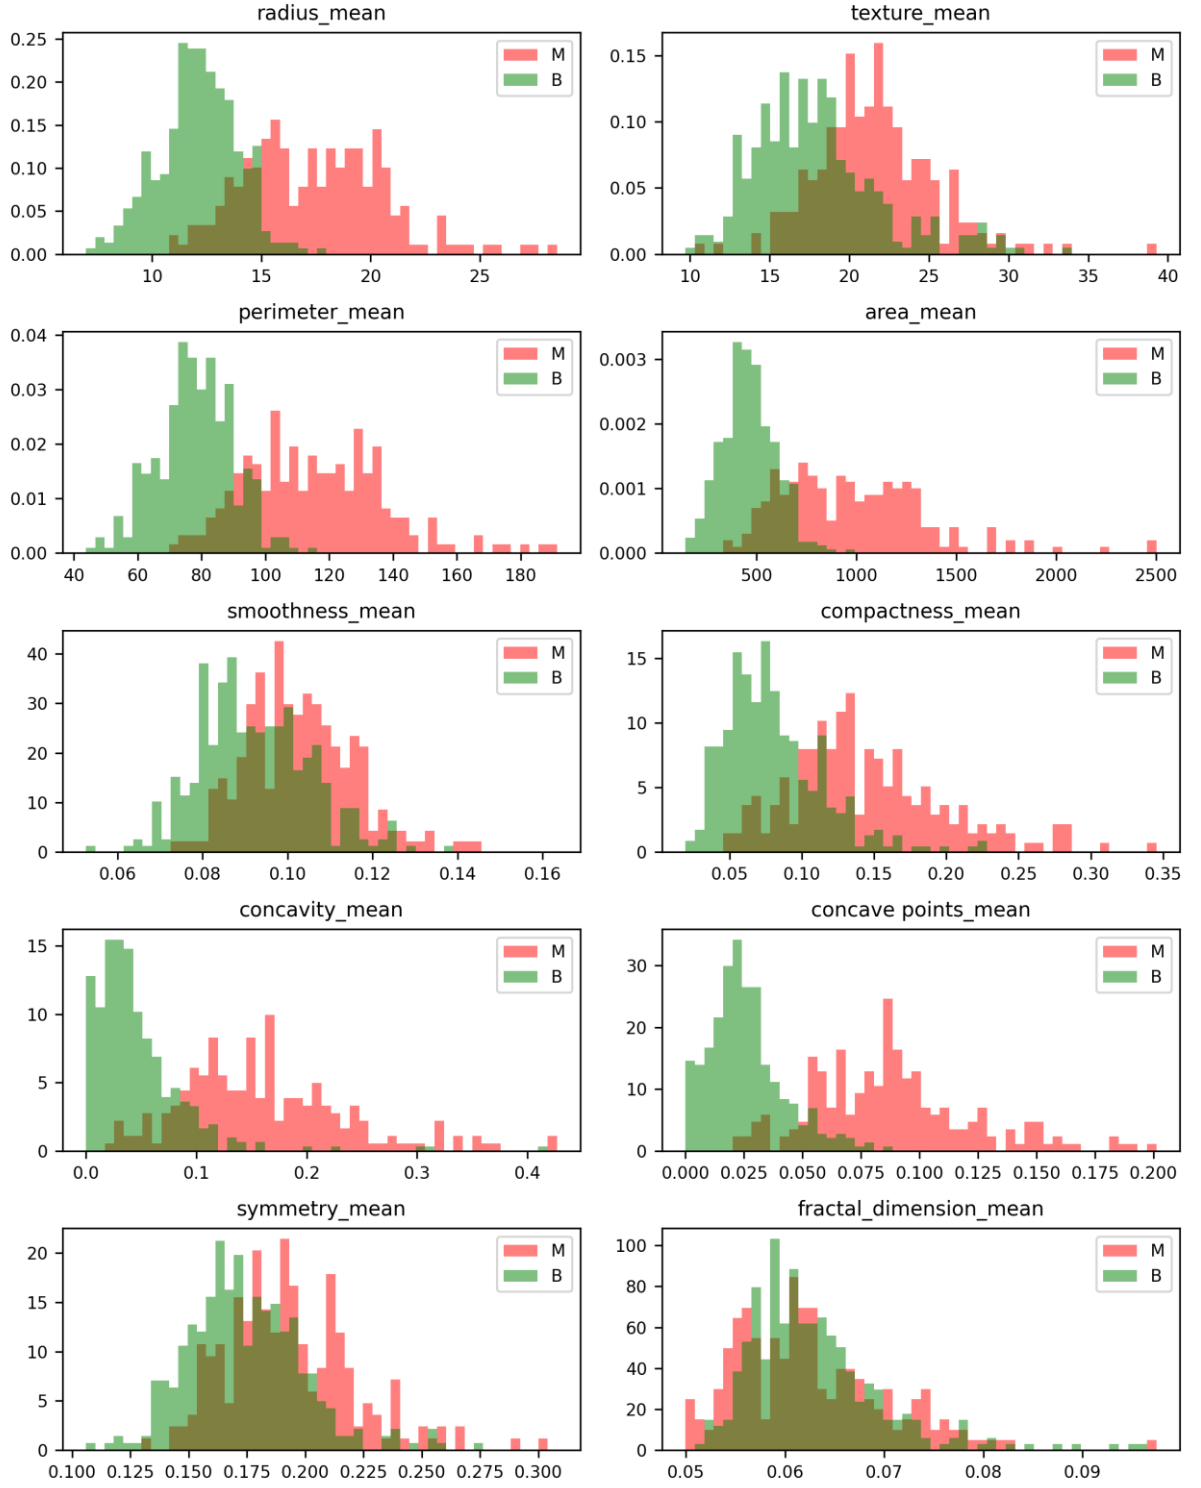 radius_mean
0.25
0.20
0.15
0.10
0.05
0.00
10 15 20 25
M
B
texture_mean
0.15
0.10
0.05
0.00
10 15 20 25 30 35 40
M
B
perimeter_mean
0.04
0.03
0.02
0.01
0.00
40 60 80 100 120 140 160 180
M
B
area_mean
0.003
0.002
0.001
0.000
500 1000 1500 2000 2500
M
B
smoothness_mean
40
30
20
10
0
0.06 0.08 0.10 0.12 0.14 0.16
M
B
compactness_mean
15
10
5
0
0.05 0.10 0.15 0.20 0.25 0.30 0.35
M
B
concavity_mean
15
10
5
0
0.0 0.1 0.2 0.3 0.4
M
B
concave points_mean
30
20
10
0
0.000 0.025 0.050 0.075 0.100 0.125 0.150 0.175 0.200
M
B
symmetry_mean
20
15
10
5
0
0.100 0.125 0.150 0.175 0.200 0.225 0.250 0.275 0.300
M
B
fractal_dimension_mean
100
80
60
40
20
0
0.05 0.06 0.07 0.08 0.09
M
B